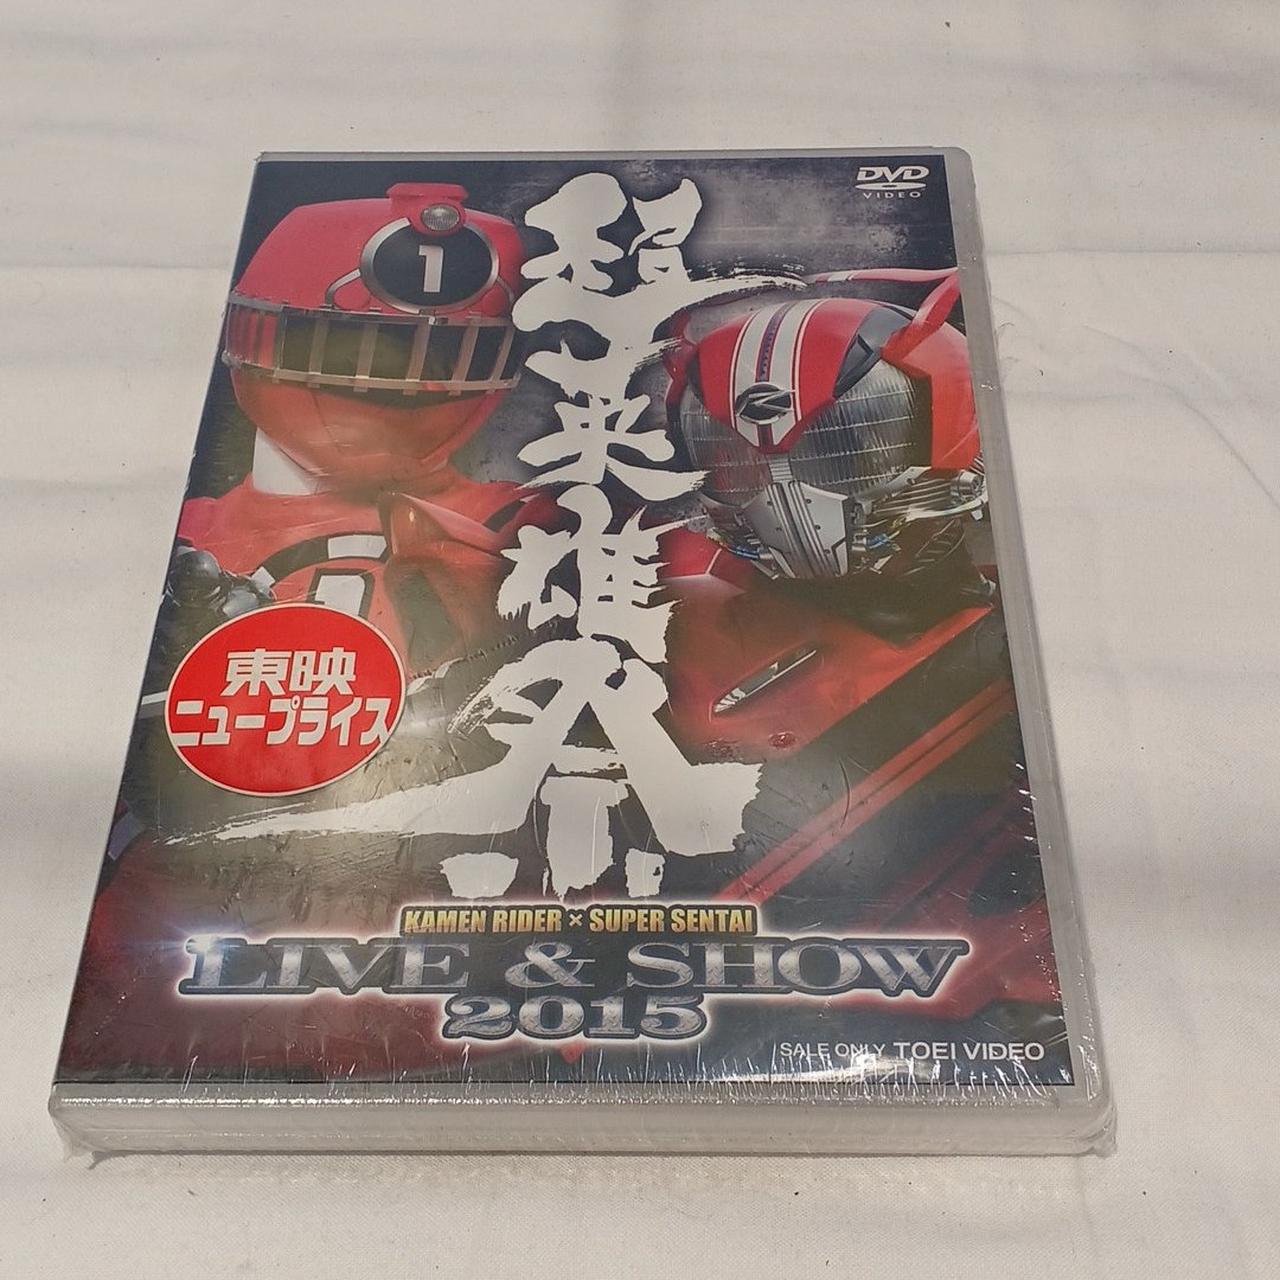 DVD
VIDEO
1
超英雄祭
東映
ニュープライス
KAMEN RIDER × SUPER SENTAI
LIVE & SHOW
2015
SALE ONLY TOEI VIDEO